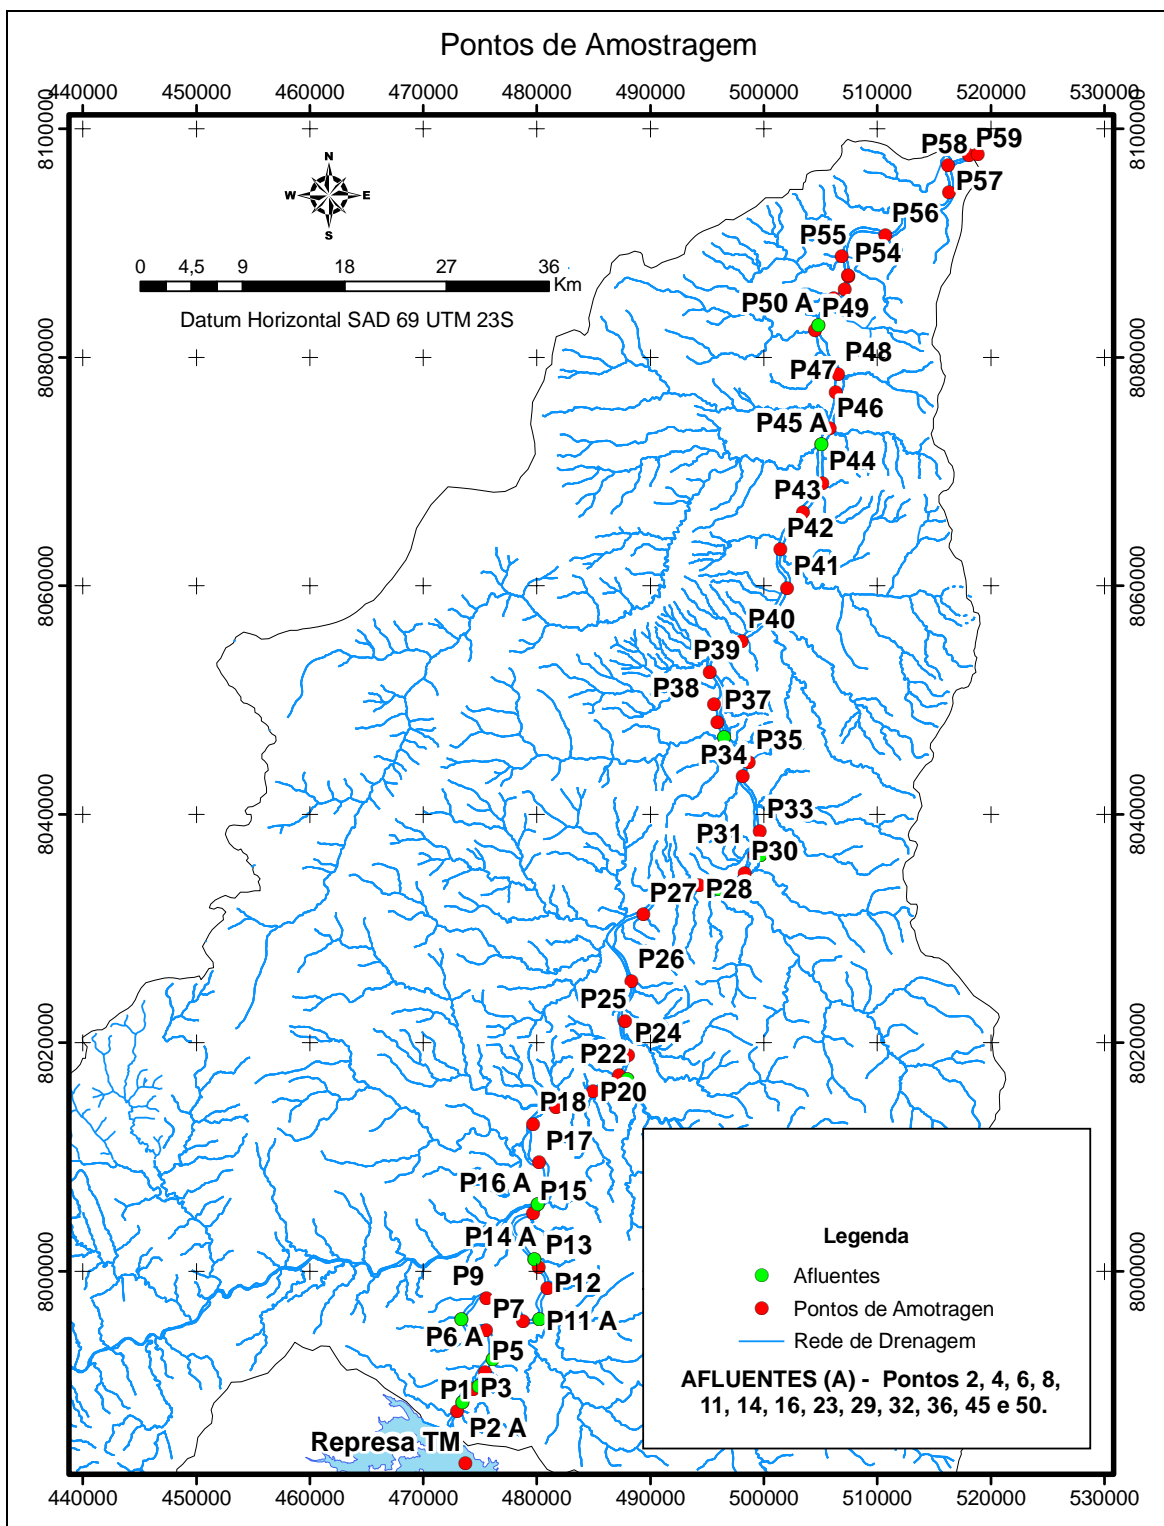 Pontos de Amostragem
440000 450000 460000 470000 480000 490000 500000 510000 520000 530000
8100000 8100000
8080000 8080000
8060000 8060000
8040000 8040000
8020000 8020000
8000000 8000000
N
W E
S
0 4,5 9 18 27 36
Km
Datum Horizontal SAD 69 UTM 23S
P58 P59
P57
P56
P55 P54
P50 A P49
P48
P47
P46
P45 A
P44
P43
P42
P41
P40
P39
P38
P37
P35
P34
P33
P31
P30
P28
P27
P26
P25
P24
P22
P20
P18
P17
P16 A P15
P14 A P13
P12
P9
P7
P11 A
P6 A
P5
P1 P3
P2 A
Represa TM
Legenda
Afluentes
Pontos de Amotragen
Rede de Drenagem
AFLUENTES (A) - Pontos 2, 4, 6, 8,
11, 14, 16, 23, 29, 32, 36, 45 e 50.
440000 450000 460000 470000 480000 490000 500000 510000 520000 530000